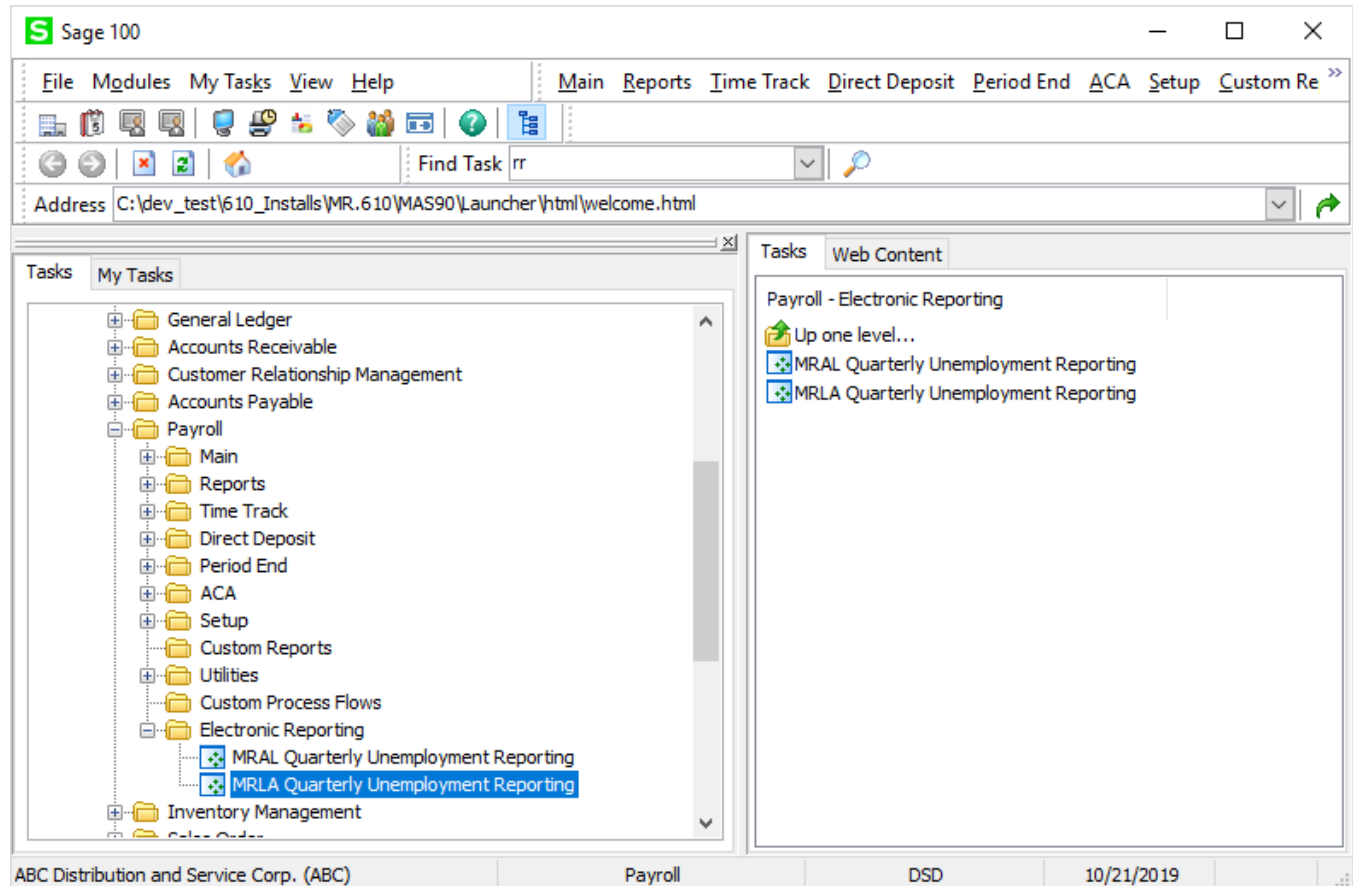 S Sage 100
File Modules My Tasks View Help Main Reports Time Track Direct Deposit Period End ACA Setup Custom Re »
Find Task rr
Address C:\dev_test\610_Installs\MR.610\MAS90\Launcher\html\welcome.html
Tasks My Tasks
General Ledger
Accounts Receivable
Customer Relationship Management
Accounts Payable
Payroll
Main
Reports
Time Track
Direct Deposit
Period End
ACA
Setup
Custom Reports
Utilities
Custom Process Flows
Electronic Reporting
MRAL Quarterly Unemployment Reporting
MRLA Quarterly Unemployment Reporting
Inventory Management
Sales Order
Tasks Web Content
Payroll - Electronic Reporting
Up one level...
MRAL Quarterly Unemployment Reporting
MRLA Quarterly Unemployment Reporting
ABC Distribution and Service Corp. (ABC) Payroll DSD 10/21/2019